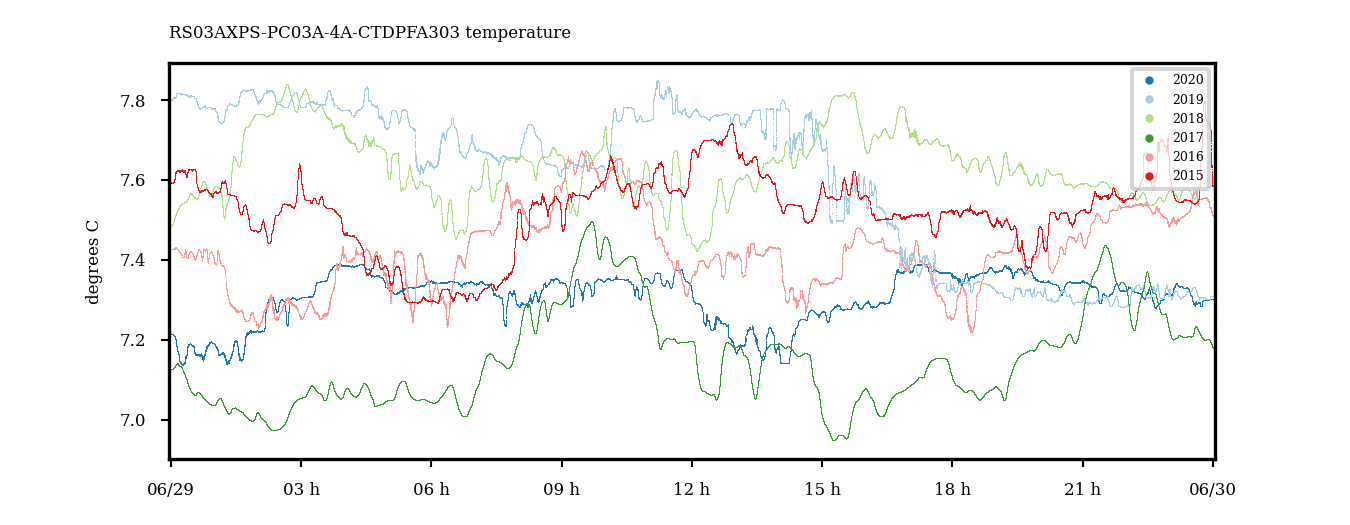 RS03AXPS-PC03A-4A-CTDPFA303 temperature
degrees C
7.8
7.6
7.4
7.2
7.0
06/29
03 h
06 h
09 h
12 h
15 h
18 h
21 h
06/30
2020
2019
2018
2017
2016
2015